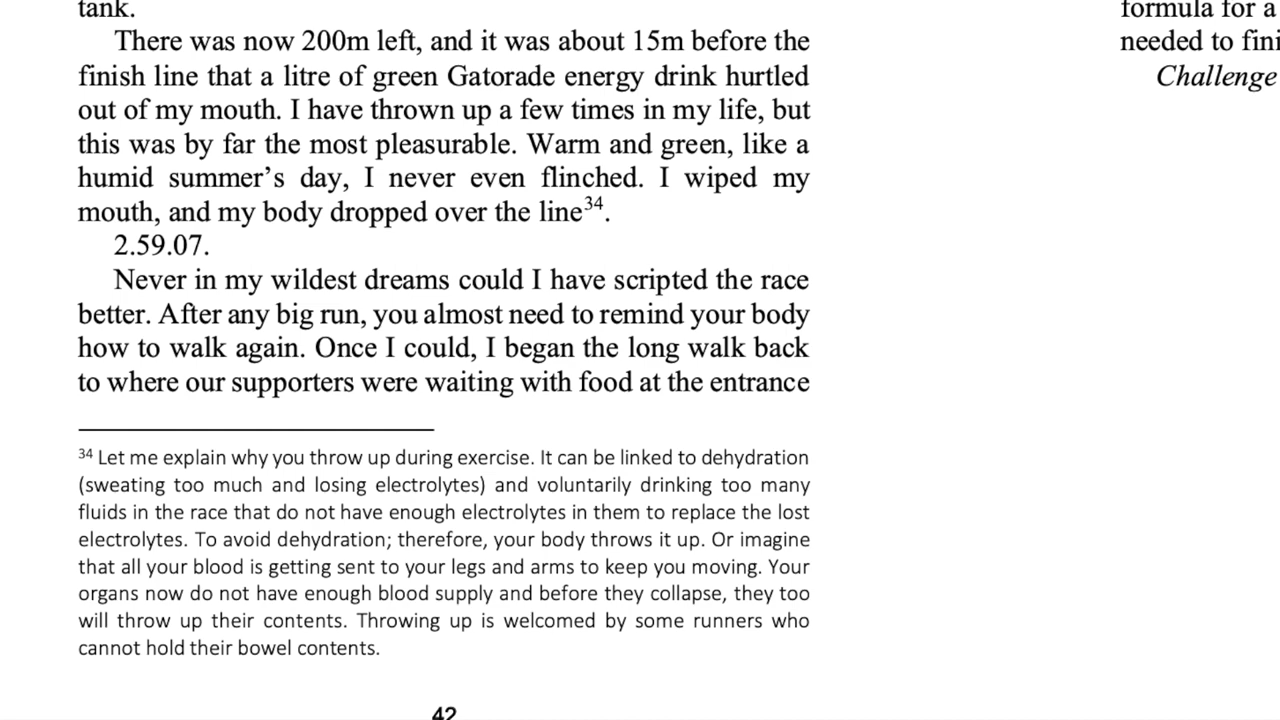 tank.
There was now 200m left, and it was about 15m before the
finish line that a litre of green Gatorade energy drink hurtled
out of my mouth. I have thrown up a few times in my life, but
this was by far the most pleasurable. Warm and green, like a
humid summer’s day, I never even flinched. I wiped my
mouth, and my body dropped over the line³⁴.
2.59.07.
Never in my wildest dreams could I have scripted the race
better. After any big run, you almost need to remind your body
how to walk again. Once I could, I began the long walk back
to where our supporters were waiting with food at the entrance
³⁴ Let me explain why you throw up during exercise. It can be linked to dehydration
(sweating too much and losing electrolytes) and voluntarily drinking too many
fluids in the race that do not have enough electrolytes in them to replace the lost
electrolytes. To avoid dehydration; therefore, your body throws it up. Or imagine
that all your blood is getting sent to your legs and arms to keep you moving. Your
organs now do not have enough blood supply and before they collapse, they too
will throw up their contents. Throwing up is welcomed by some runners who
cannot hold their bowel contents.
42
formula for a
needed to fini
Challenge